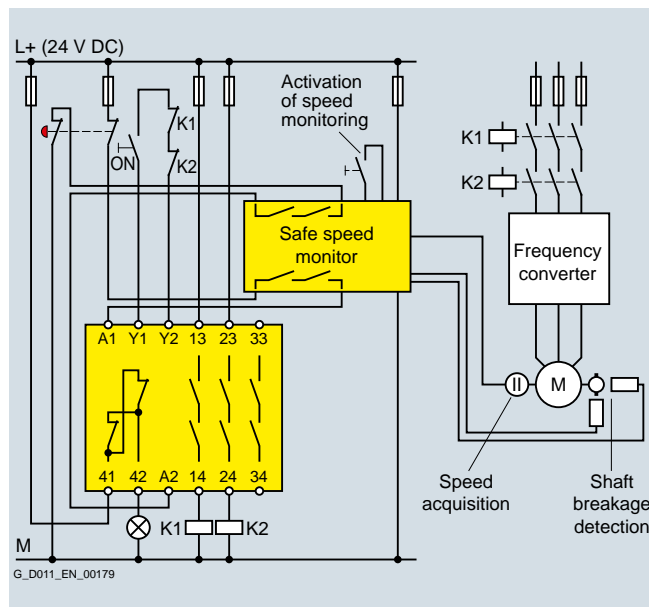 L+ (24 V DC)
Activation
of speed
monitoring
K1
K1
ON
K2
K2
Safe speed
monitor
Frequency
converter
A1 Y1 Y2 13 23 33
II
M
41 42 A2 14 24 34
Speed
acquisition
Shaft
breakage
detection
K1
K2
M
G_D011_EN_00179